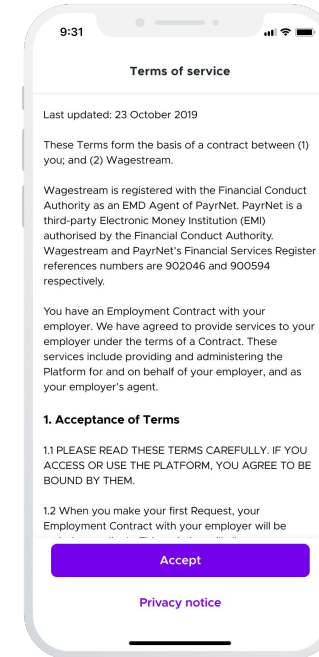 9:31
Terms of service
Last updated: 23 October 2019
These Terms form the basis of a contract between (1)
you; and (2) Wagestream.
Wagestream is registered with the Financial Conduct
Authority as an EMD Agent of PayrNet. PayrNet is a
third-party Electronic Money Institution (EMI)
authorised by the Financial Conduct Authority.
Wagestream and PayrNet's Financial Services Register
references numbers are 902046 and 900594
respectively.
You have an Employment Contract with your
employer. We have agreed to provide services to your
employer under the terms of a Contract. These
services include providing and administering the
Platform for and on behalf of your employer, and as
your employer's agent.
1. Acceptance of Terms
1.1 PLEASE READ THESE TERMS CAREFULLY. IF YOU
ACCESS OR USE THE PLATFORM, YOU AGREE TO BE
BOUND BY THEM.
1.2 When you make your first Request, your
Employment Contract with your employer will be
Accept
Privacy notice